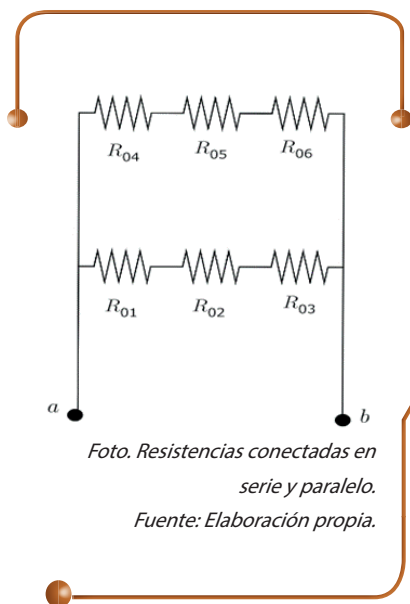 R04 R05 R06
R01 R02 R03
a b
Foto. Resistencias conectadas en
serie y paralelo.
Fuente: Elaboración propia.